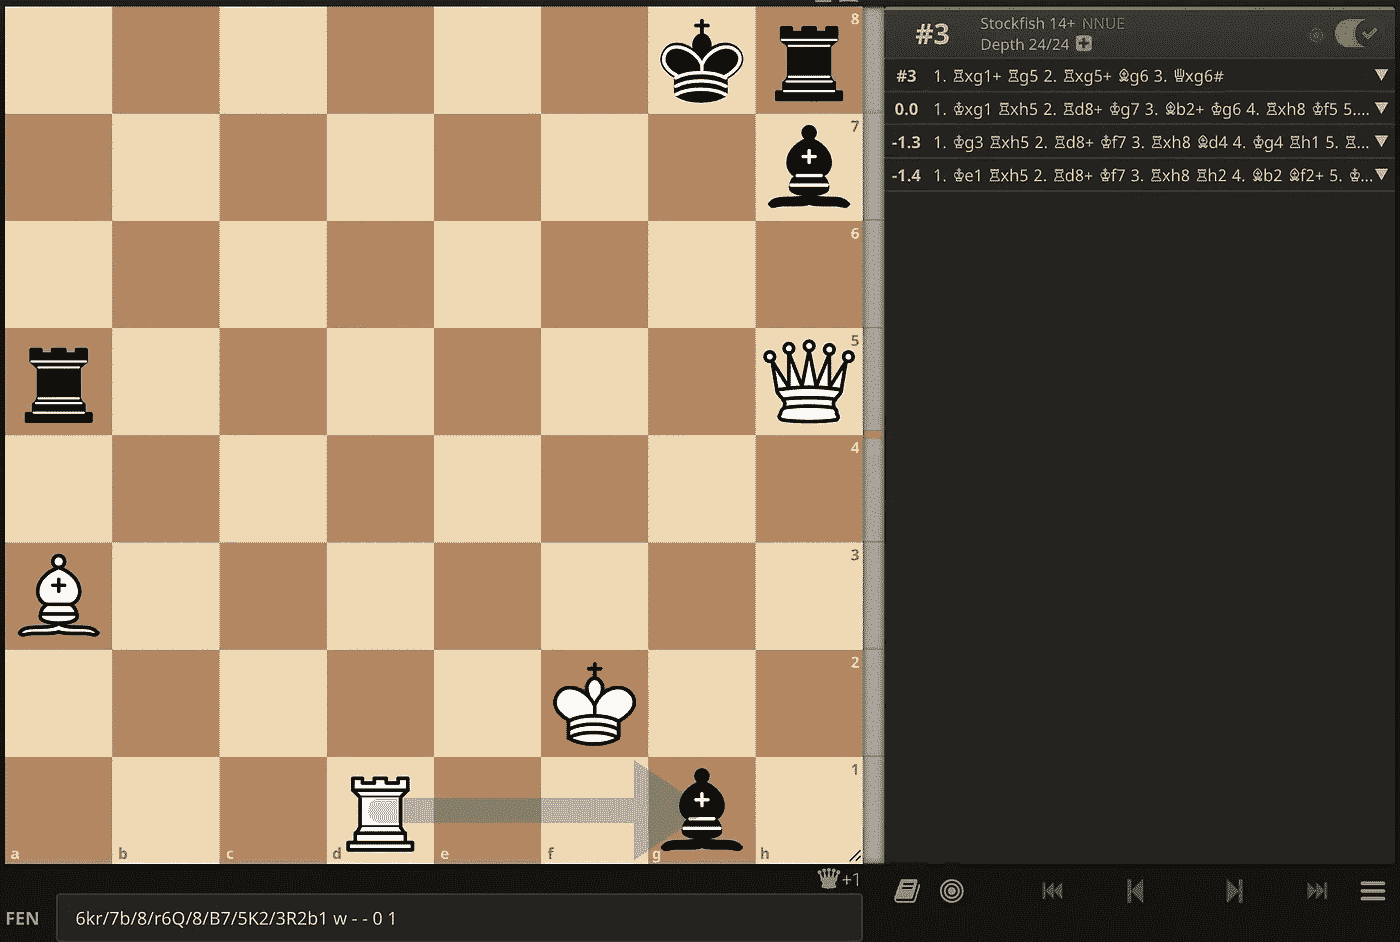 8
7
6
5
4
3
2
1
a b c d e f g h
+1
FEN 6kr/7b/8/r6Q/8/B7/5K2/3R2b1 w - - 0 1
#3 Stockfish 14+ NNUE
Depth 24/24
#3 1. ♖xg1+ ♖g5 2. ♖xg5+ ♗g6 3. ♕xg6#
0.0 1. ♔xg1 ♖xh5 2. ♖d8+ ♔g7 3. ♗b2+ ♔g6 4. ♖xh8 ♔f5 5....
-1.3 1. ♔g3 ♖xh5 2. ♖d8+ ♔f7 3. ♖xh8 ♗d4 4. ♔g4 ♖h1 5. ♖...
-1.4 1. ♔e1 ♖xh5 2. ♖d8+ ♔f7 3. ♖xh8 ♖h2 4. ♗b2 ♗f2+ 5. ♔...